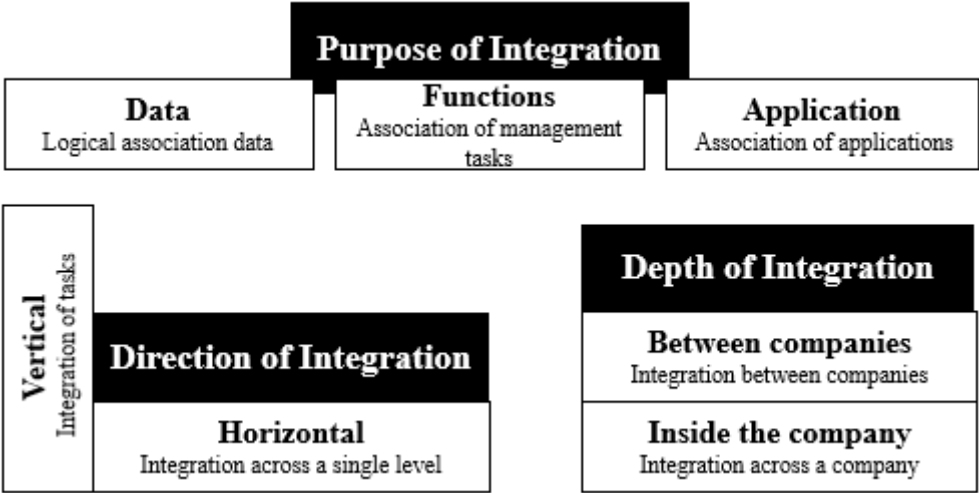 Purpose of Integration
Data
Logical association data
Functions
Association of management
tasks
Application
Association of applications
Vertical
Integration of tasks
Direction of Integration
Horizontal
Integration across a single level
Depth of Integration
Between companies
Integration between companies
Inside the company
Integration across a company